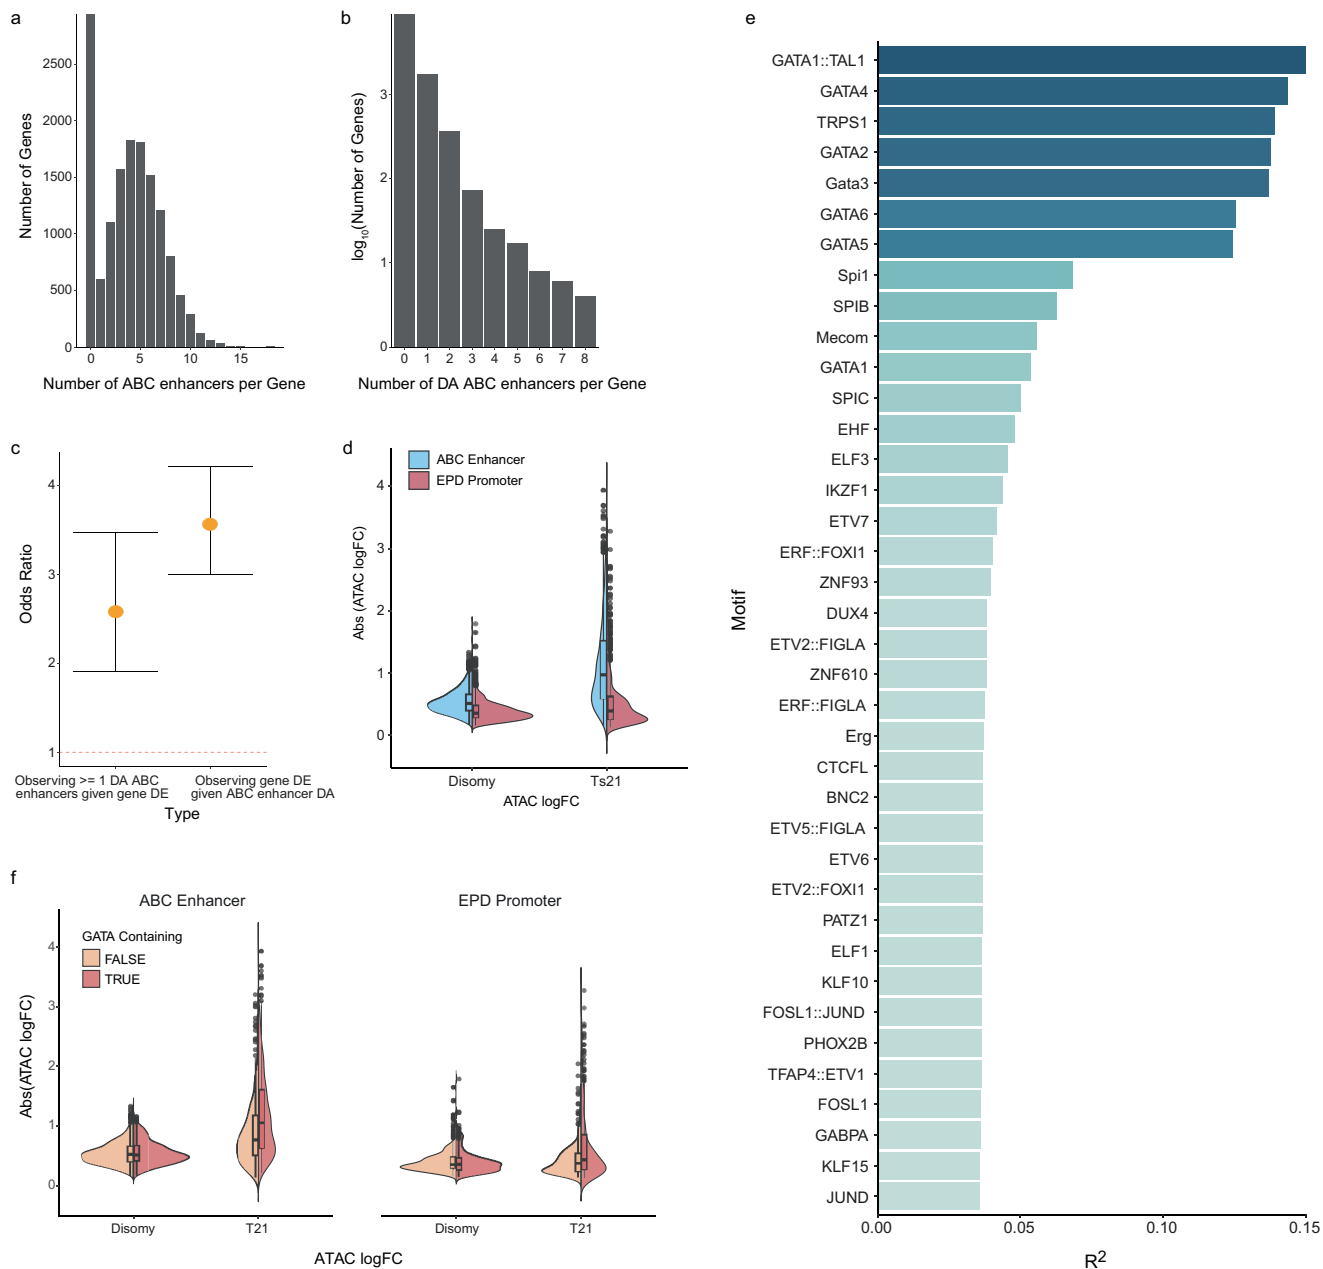 a
2500
2000
1500
1000
500
0
Number of Genes
0 5 10 15
Number of ABC enhancers per Gene
b
3
2
1
0
log10(Number of Genes)
0 1 2 3 4 5 6 7 8
Number of DA ABC enhancers per Gene
c
4
3
2
1
Odds Ratio
Observing >= 1 DA ABC
enhancers given gene DE
Observing gene DE
given ABC enhancer DA
Type
d
ABC Enhancer
EPD Promoter
4
3
2
1
0
Abs (ATAC logFC)
Disomy Ts21
ATAC logFC
e
Motif
GATA1::TAL1
GATA4
TRPS1
GATA2
Gata3
GATA6
GATA5
Spi1
SPIB
Mecom
GATA1
SPIC
EHF
ELF3
IKZF1
ETV7
ERF::FOXI1
ZNF93
DUX4
ETV2::FIGLA
ZNF610
ERF::FIGLA
Erg
CTCFL
BNC2
ETV5::FIGLA
ETV6
ETV2::FOXI1
PATZ1
ELF1
KLF10
FOSL1::JUND
PHOX2B
TFAP4::ETV1
FOSL1
GABPA
KLF15
JUND
0.00 0.05 0.10 0.15
R2
f
ABC Enhancer EPD Promoter
GATA Containing
FALSE
TRUE
4
3
2
1
0
Abs(ATAC logFC)
Disomy T21 Disomy T21
ATAC logFC